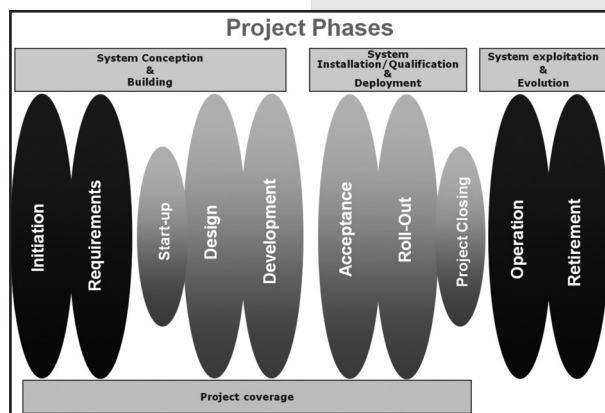 Project Phases
System Conception
&
Building
System
Installation/Qualification
&
Deployment
System exploitation
&
Evolution
Initiation
Requirements
Start-up
Design
Development
Acceptance
Roll-Out
Project Closing
Operation
Retirement
Project coverage